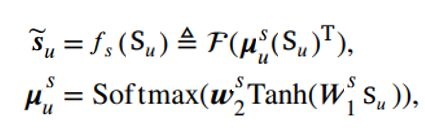 s̃_u = f_s(S_u) ≜ ℱ(μ_u^s(S_u)^T),
μ_u^s = Softmax(w_2^s Tanh(W_1^s S_u)),